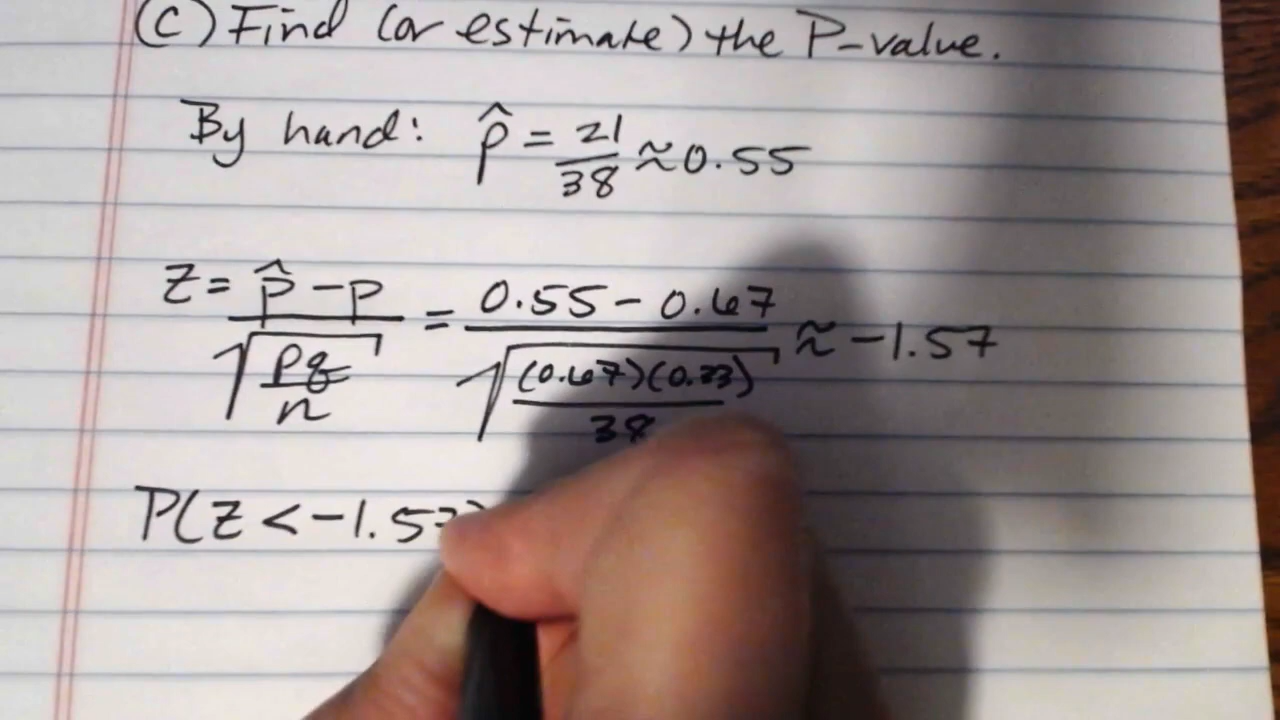 (C) Find (or estimate) the P-value.
By hand: p̂ = 21/38 ≈ 0.55
z = (p̂ - p)/√(pq/n) = (0.55 - 0.67)/√((0.67)(0.33)/38) ≈ -1.57
P(z < -1.57)